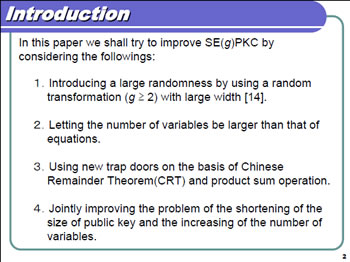 Introduction
In this paper we shall try to improve SE(g)PKC by
considering the followings:
1. Introducing a large randomness by using a random
transformation (g ≥ 2) with large width [14].
2. Letting the number of variables be larger than that of
equations.
3. Using new trap doors on the basis of Chinese
Remainder Theorem(CRT) and product sum operation.
4. Jointly improving the problem of the shortening of the
size of public key and the increasing of the number of
variables.
2